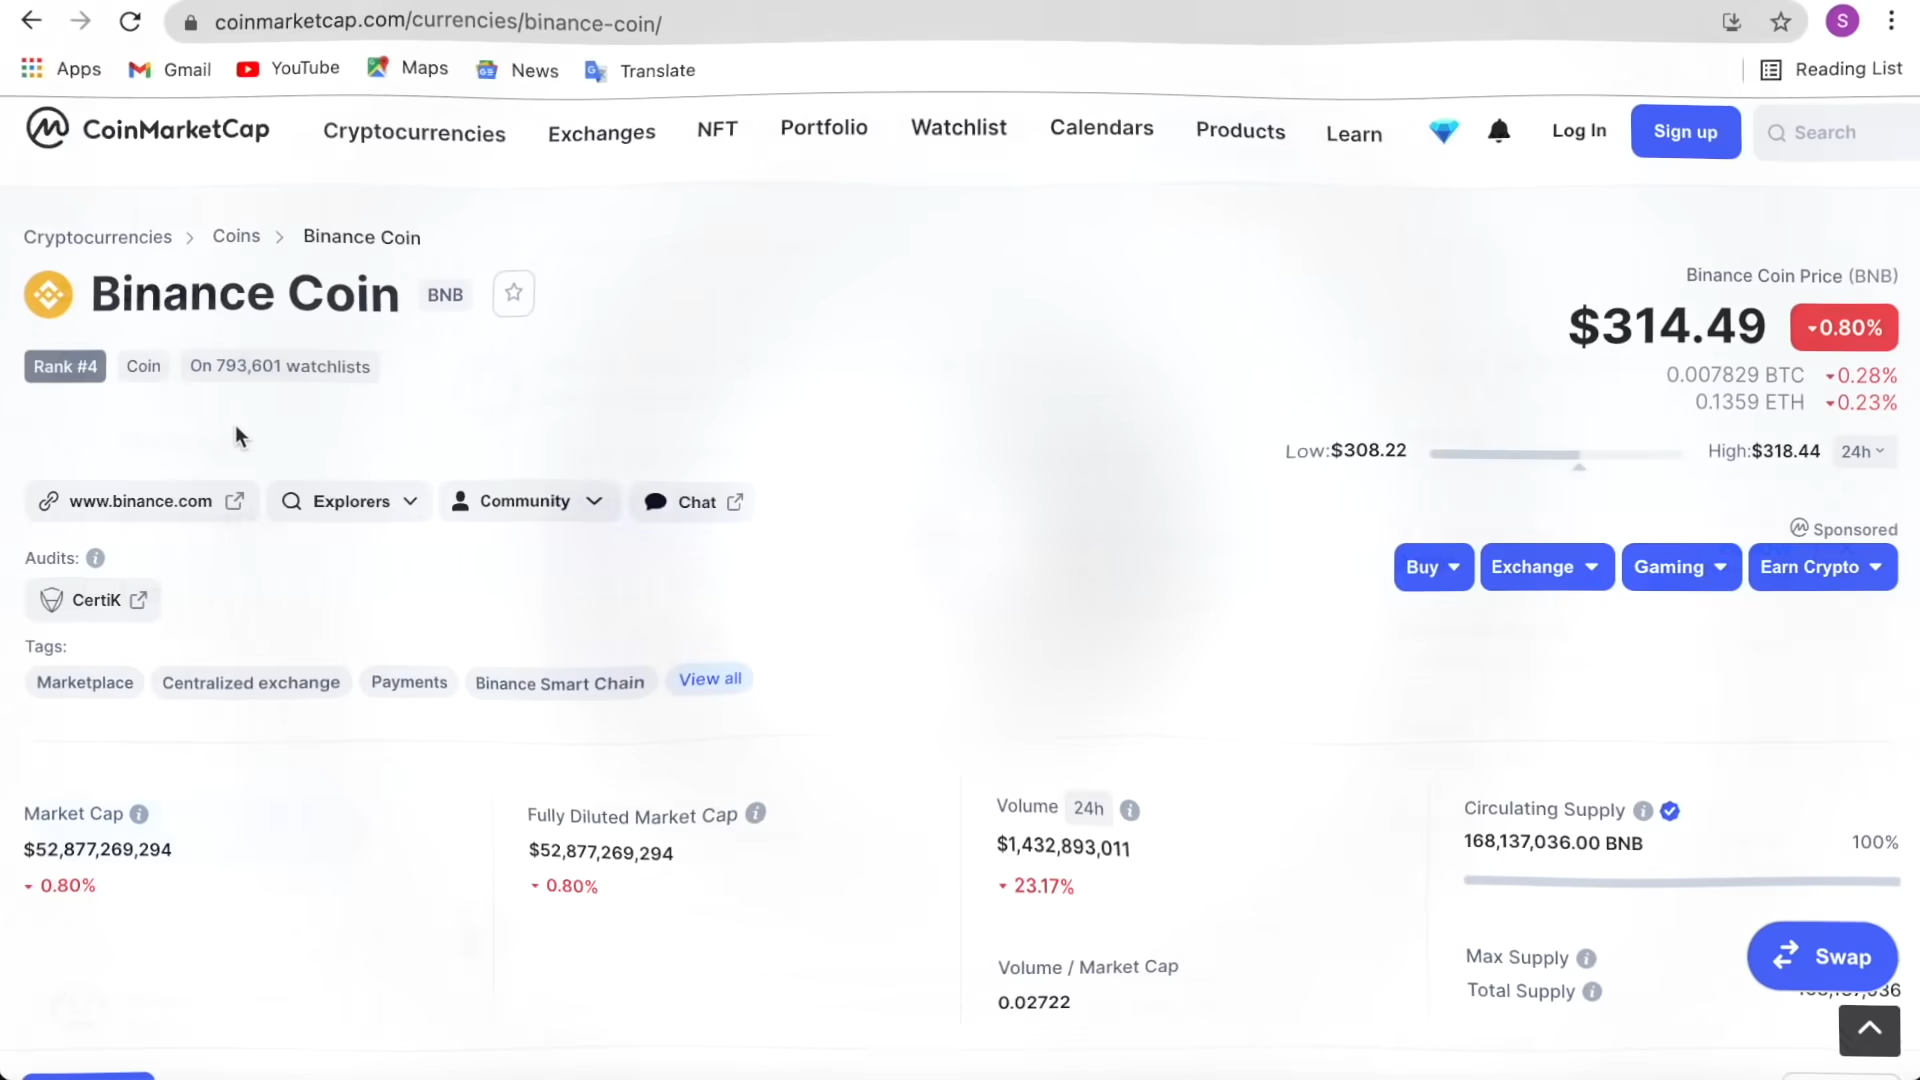 coinmarketcap.com/currencies/binance-coin/
S
Apps Gmail YouTube Maps News Translate Reading List
CoinMarketCap Cryptocurrencies Exchanges NFT Portfolio Watchlist Calendars Products Learn Log In Sign up Search
Cryptocurrencies Coins Binance Coin
Binance Coin BNB
Rank #4 Coin On 793,601 watchlists
Binance Coin Price (BNB)
$314.49 0.80%
0.007829 BTC 0.28%
0.1359 ETH 0.23%
Low:$308.22 High:$318.44 24h
www.binance.com Explorers Community Chat
Sponsored
Buy Exchange Gaming Earn Crypto
Audits:
CertiK
Tags:
Marketplace Centralized exchange Payments Binance Smart Chain View all
Market Cap
$52,877,269,294
0.80%
Fully Diluted Market Cap
$52,877,269,294
0.80%
Volume 24h
$1,432,893,011
23.17%
Volume / Market Cap
0.02722
Circulating Supply
168,137,036.00 BNB 100%
Max Supply
Total Supply
Swap